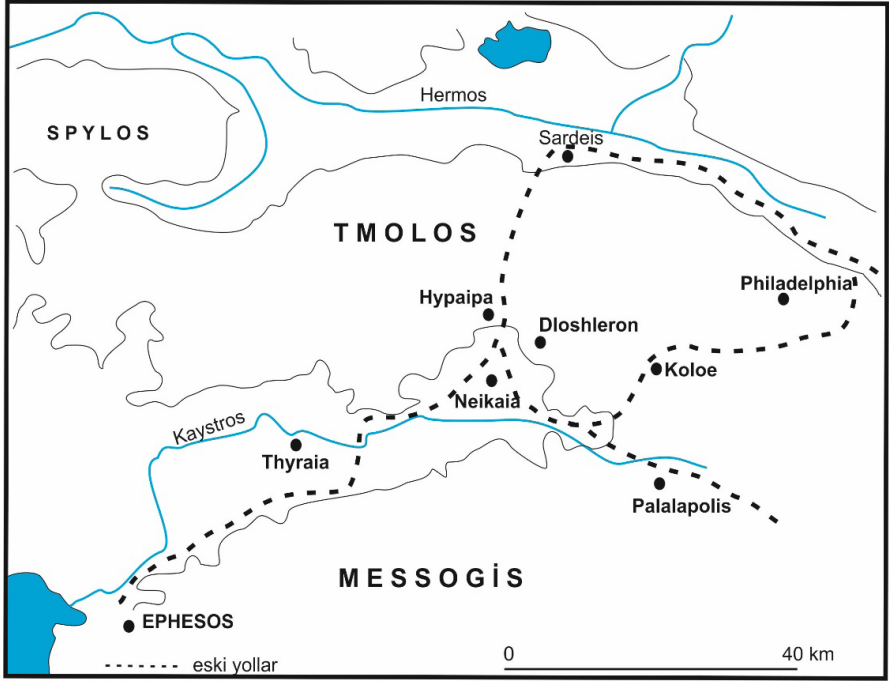 Hermos
SPYLOS
Sardeis
TMOLOS
Philadelphia
Hypaipa
Dloshleron
Koloe
Neikaia
Kaystros
Thyraia
Palalapolis
MESSOGİS
EPHESOS
eski yollar
0 40 km